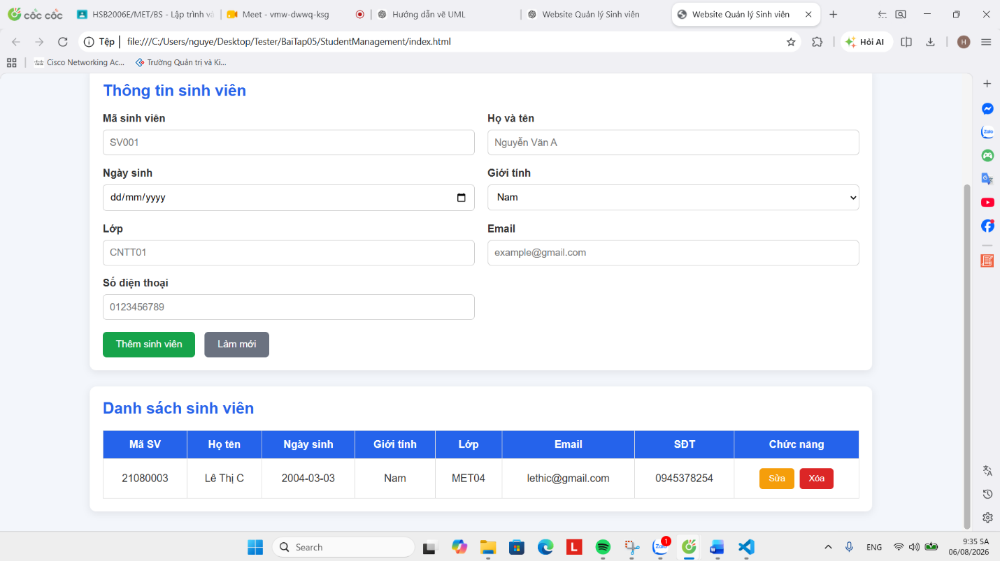 cốc cốc
HSB2006E/MET/BS - Lập trình và
Meet - vmw-dwwq-ksg
Hướng dẫn vẽ UML
Website Quản lý Sinh viên
Website Quản lý Sinh viên
Tệp
file:///C:/Users/nguye/Desktop/Tester/BaiTap05/StudentManagement/index.html
Hỏi AI
H
Cisco Networking Ac...
Trường Quản trị và Ki...
Thông tin sinh viên
Mã sinh viên
Họ và tên
SV001
Nguyễn Văn A
Ngày sinh
Giới tính
dd/mm/yyyy
Nam
Lớp
Email
CNTT01
example@gmail.com
Số điện thoại
0123456789
Thêm sinh viên
Làm mới
Danh sách sinh viên
Mã SV Họ tên Ngày sinh Giới tính Lớp Email SĐT Chức năng
21080003 Lê Thị C 2004-03-03 Nam MET04 lethic@gmail.com 0945378254 Sửa Xóa
Zalo
Search
L
Zalo
1
ENG
9:35 SA
06/08/2026